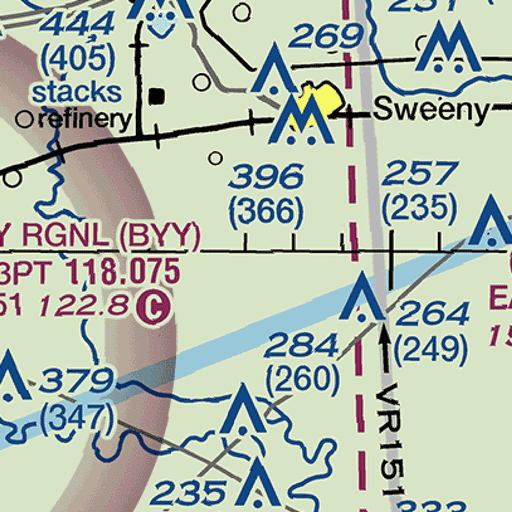 444
(405)
stacks
refinery
269
Sweeny
396
(366)
257
(235)
Y RGNL (BYY)
3PT 118.075
51 122.8 C
264
(249)
284
(260)
379
(347)
VR151
235